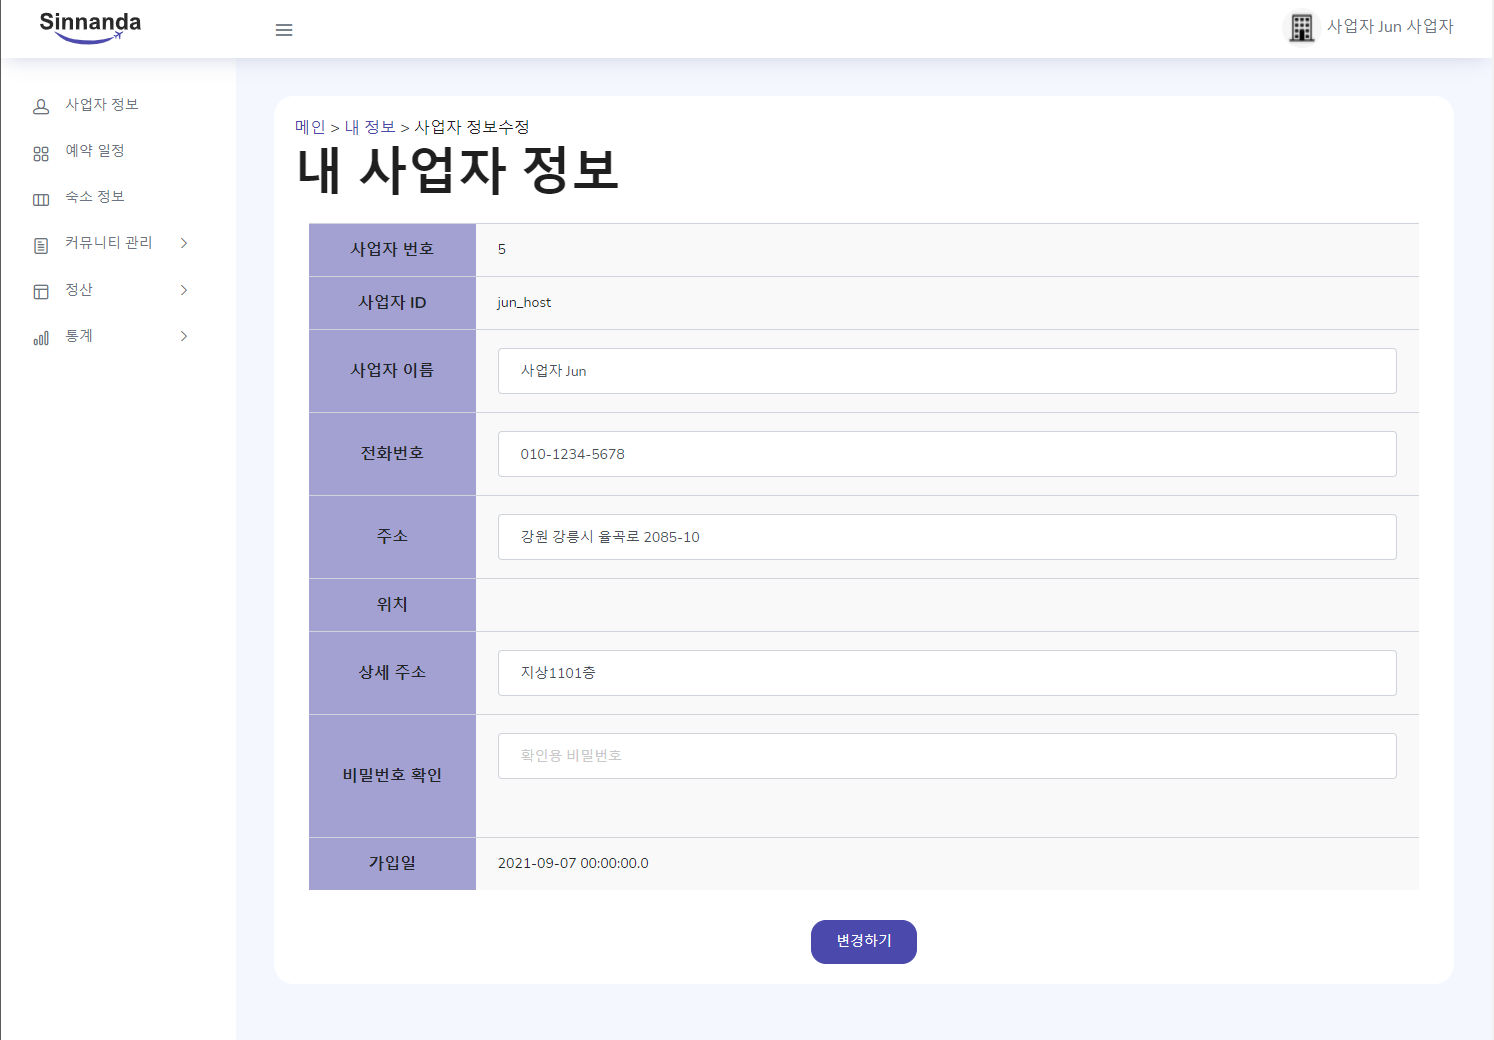 Sinnanda
사업자 Jun 사업자
사업자 정보
예약 일정
숙소 정보
커뮤니티 관리
정산
통계
메인 > 내 정보 > 사업자 정보수정
내 사업자 정보
사업자 번호 5
사업자 ID jun_host
사업자 이름 사업자 Jun
전화번호 010-1234-5678
주소 강원 강릉시 율곡로 2085-10
위치
상세 주소 지상1101층
비밀번호 확인 확인용 비밀번호
가입일 2021-09-07 00:00:00.0
변경하기